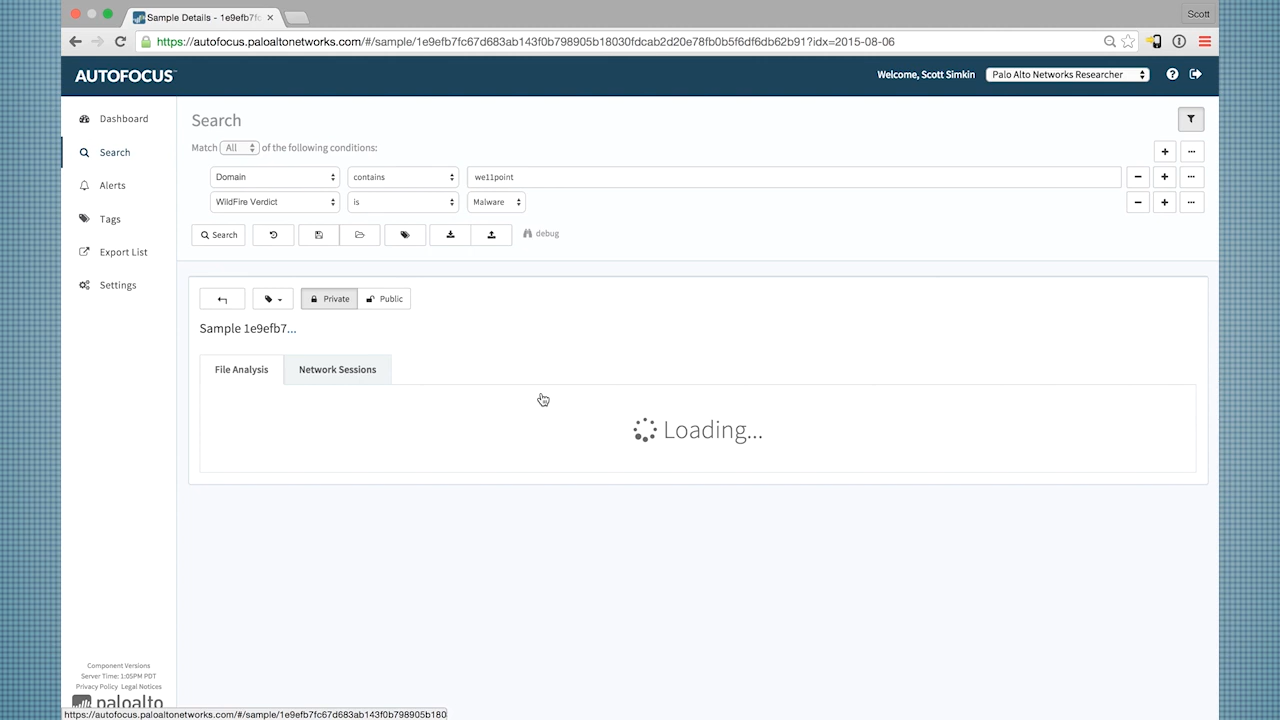 Sample Details - 1e9efb7fc
Scott
https://autofocus.paloaltonetworks.com/#/sample/1e9efb7fc67d683ab143f0b798905b18030fdcab2d20e78fb0b5f6df6db62b91?idx=2015-08-06
AUTOFOCUS™
Welcome, Scott Simkin
Palo Alto Networks Researcher
Dashboard
Search
Alerts
Tags
Export List
Settings
Search
Match All of the following conditions:
Domain contains we11point
WildFire Verdict is Malware
Search
debug
Private Public
Sample 1e9efb7...
File Analysis Network Sessions
Loading...
Component Versions
Server Time: 1:05PM PDT
Privacy Policy Legal Notices
paloalto
https://autofocus.paloaltonetworks.com/#/sample/1e9efb7fc67d683ab143f0b798905b180